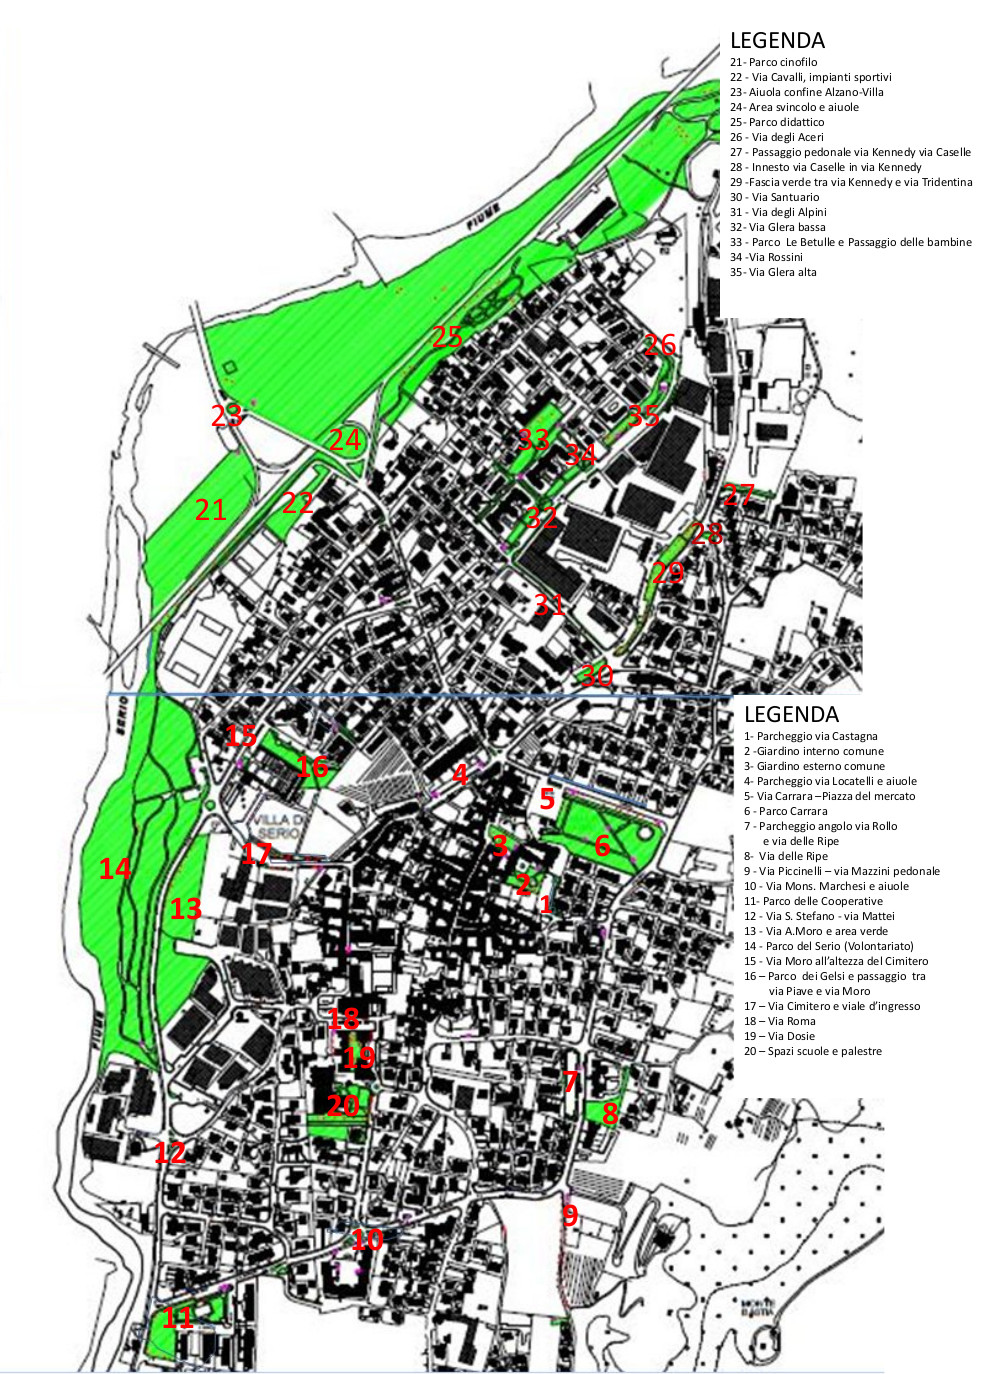 LEGENDA
21- Parco cinofilo
22 - Via Cavalli, impianti sportivi
23- Aiuola confine Alzano-Villa
24- Area svincolo e aiuole
25- Parco didattico
26 - Via degli Aceri
27 - Passaggio pedonale via Kennedy via Caselle
28 - Innesto via Caselle in via Kennedy
29 -Fascia verde tra via Kennedy e via Tridentina
30 - Via Santuario
31 - Via degli Alpini
32- Via Glera bassa
33 - Parco Le Betulle e Passaggio delle bambine
34 -Via Rossini
35- Via Glera alta
FIUME
25
26
23
24
33
35
34
21
22
32
27
28
29
31
30
SERIO
LEGENDA
1- Parcheggio via Castagna
2 -Giardino interno comune
3- Giardino esterno comune
4- Parcheggio via Locatelli e aiuole
5- Via Carrara –Piazza del mercato
6 - Parco Carrara
7 - Parcheggio angolo via Rollo
e via delle Ripe
8- Via delle Ripe
9 - Via Piccinelli – via Mazzini pedonale
10 - Via Mons. Marchesi e aiuole
11- Parco delle Cooperative
12 - Via S. Stefano - via Mattei
13 - Via A.Moro e area verde
14 - Parco del Serio (Volontariato)
15 - Via Moro all’altezza del Cimitero
16 – Parco dei Gelsi e passaggio tra
via Piave e via Moro
17 – Via Cimitero e viale d’ingresso
18 – Via Roma
19 – Via Dosie
20 – Spazi scuole e palestre
15
16
4
5
VILLA DI
SERIO
17
3
6
14
2
1
13
18
19
7
20
8
12
9
10
11
MONTE
BASTIA